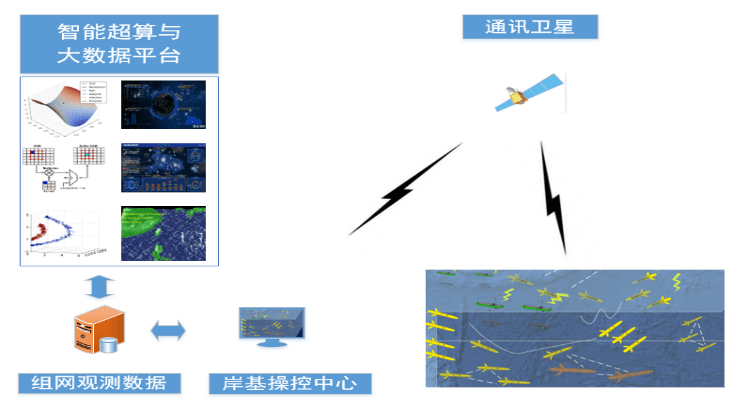 智能超算与
大数据平台
通讯卫星
组网观测数据
岸基操控中心